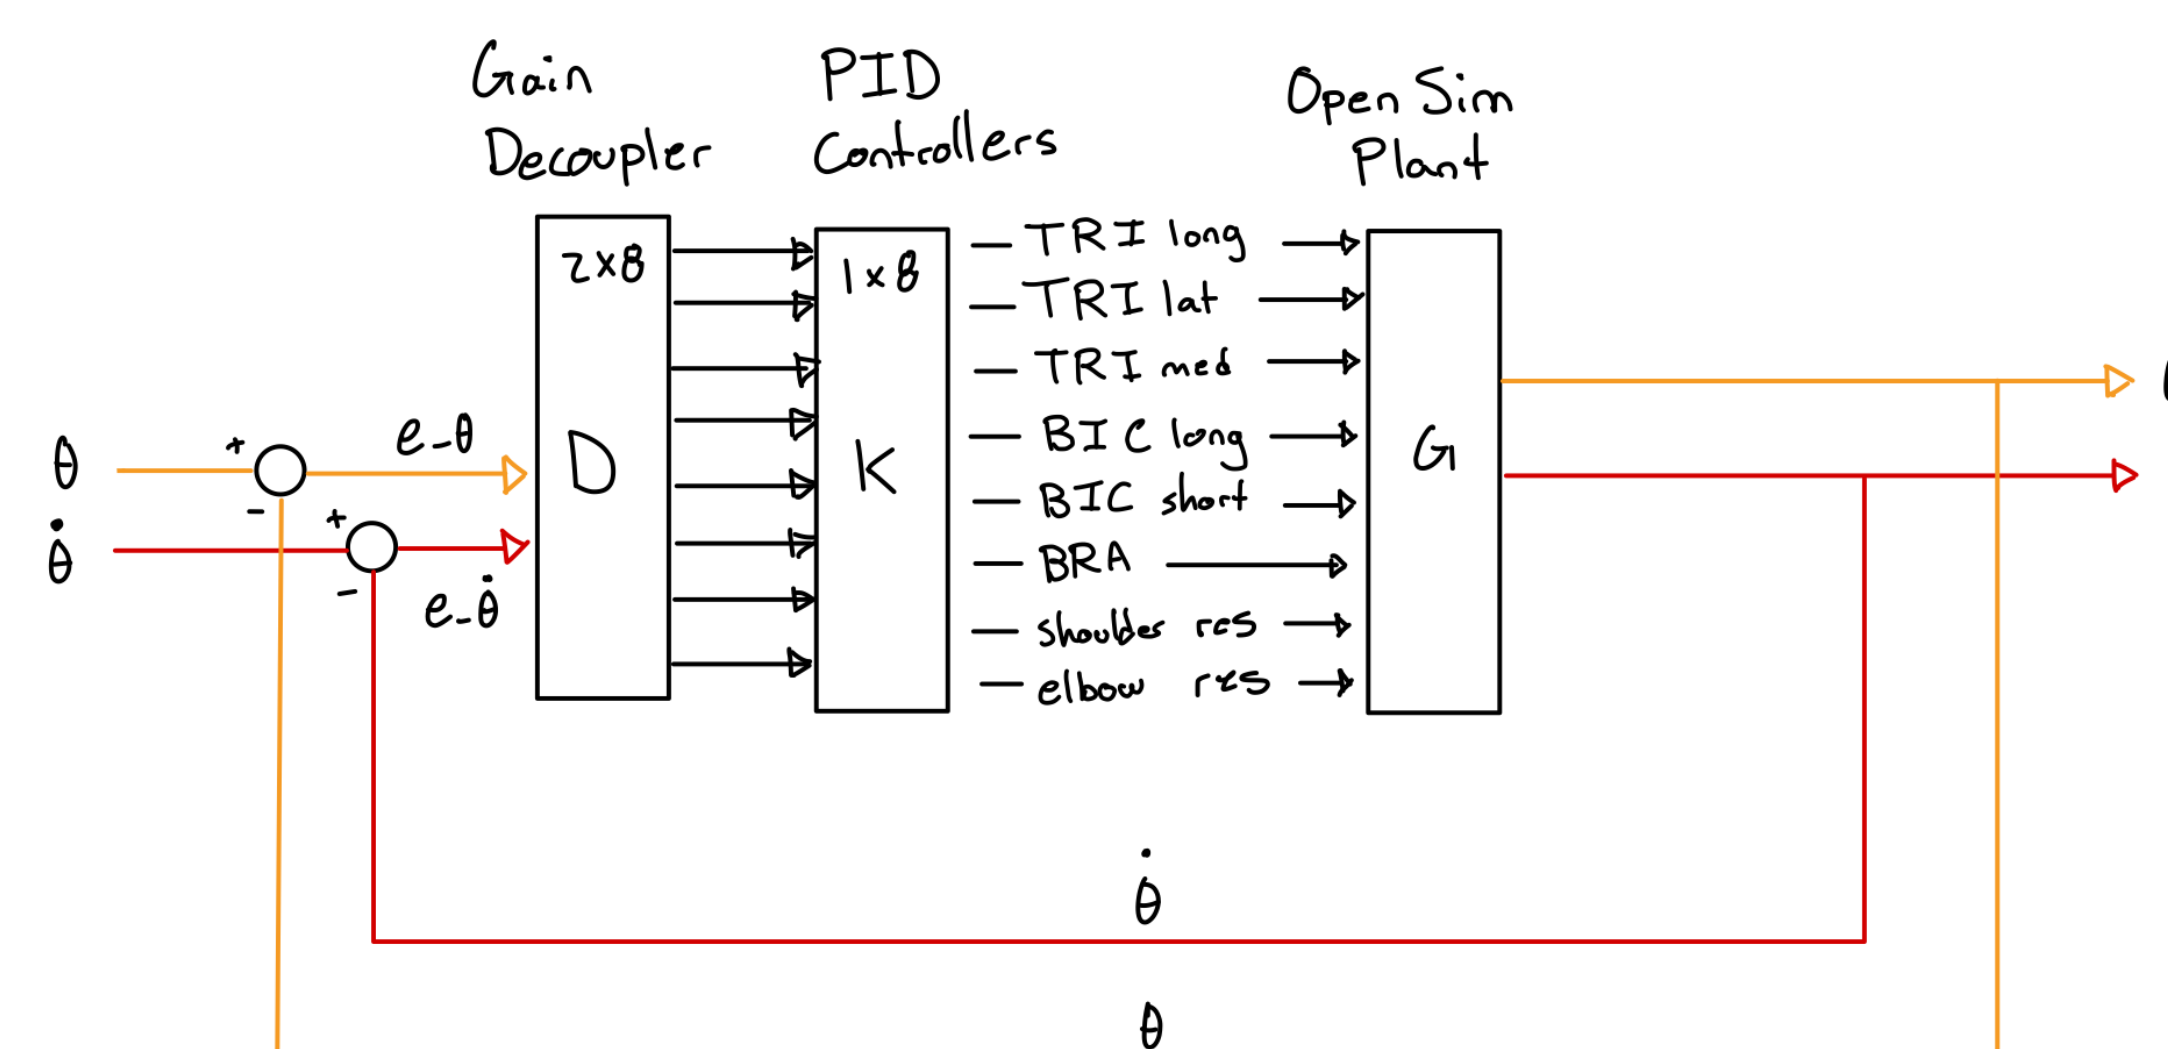 Gain
Decoupler
PID
Controllers
Open Sim
Plant
2x8
1x8
TRI long
TRI lat
TRI med
BIC long
BIC short
BRA
shoulder res
elbow res
D
K
G
θ
+
-
e_θ
θ̇
+
-
e_θ̇
θ̇
θ